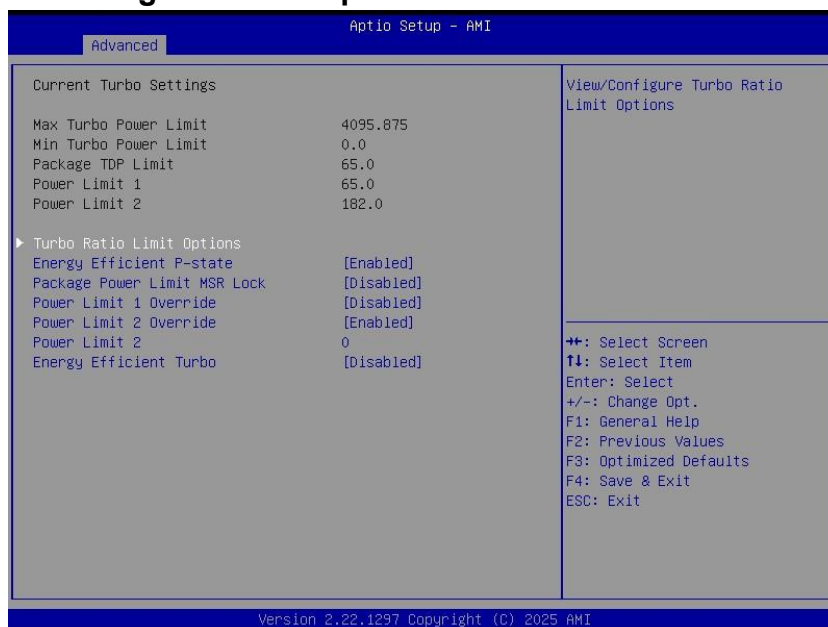 Aptio Setup - AMI
Advanced
Current Turbo Settings
Max Turbo Power Limit 4095.875
Min Turbo Power Limit 0.0
Package TDP Limit 65.0
Power Limit 1 65.0
Power Limit 2 182.0
▶ Turbo Ratio Limit Options
Energy Efficient P-state [Enabled]
Package Power Limit MSR Lock [Disabled]
Power Limit 1 Override [Disabled]
Power Limit 2 Override [Enabled]
Power Limit 2 0
Energy Efficient Turbo [Disabled]
View/Configure Turbo Ratio
Limit Options
→←: Select Screen
↑↓: Select Item
Enter: Select
+/-: Change Opt.
F1: General Help
F2: Previous Values
F3: Optimized Defaults
F4: Save & Exit
ESC: Exit
Version 2.22.1297 Copyright (C) 2025 AMI